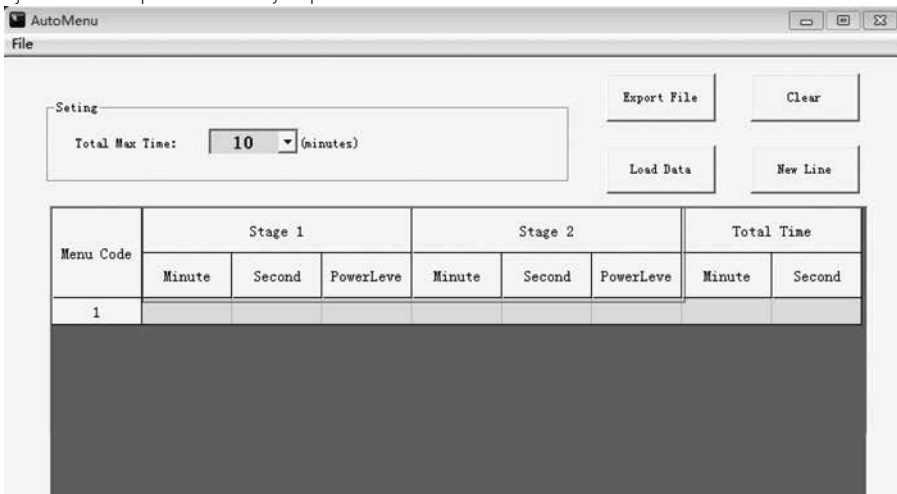 AutoMenu
File
Export File
Clear
Seting
Total Max Time:
10
(minutes)
Load Data
New Line
Menu Code
Stage 1
Stage 2
Total Time
Minute
Second
PowerLeve
Minute
Second
PowerLeve
Minute
Second
1